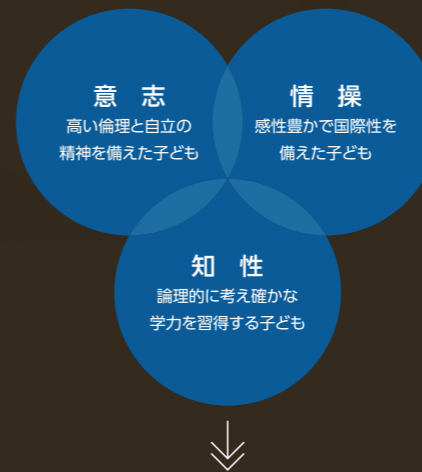 意 志
高い倫理と自立の
精神を備えた子ども
情 操
感性豊かで国際性を
備えた子ども
知 性
論理的に考え確かな
学力を習得する子ども